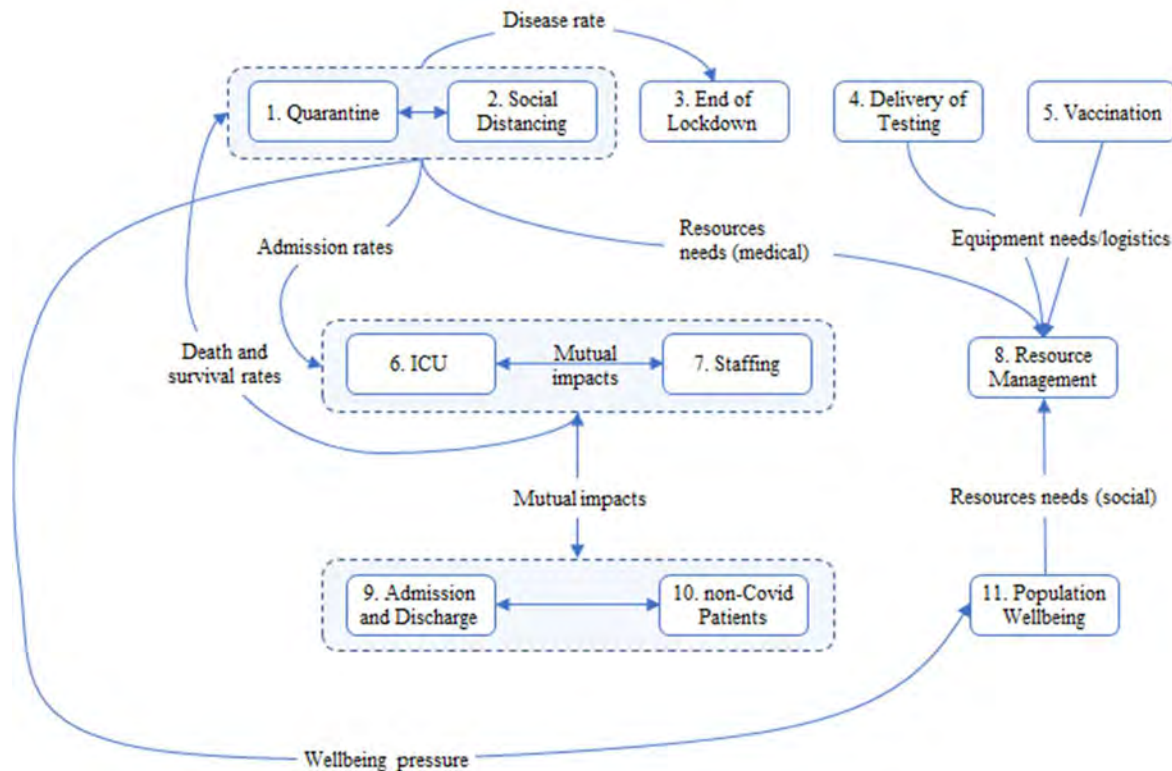 Disease rate
1. Quarantine
2. Social
Distancing
3. End of
Lockdown
4. Delivery of
Testing
5. Vaccination
Admission rates
Resources
needs (medical)
Equipment needs/logistics
Death and
survival rates
6. ICU
Mutual
impacts
7. Staffing
8. Resource
Management
Mutual impacts
Resources needs (social)
9. Admission
and Discharge
10. non-Covid
Patients
11. Population
Wellbeing
Wellbeing pressure